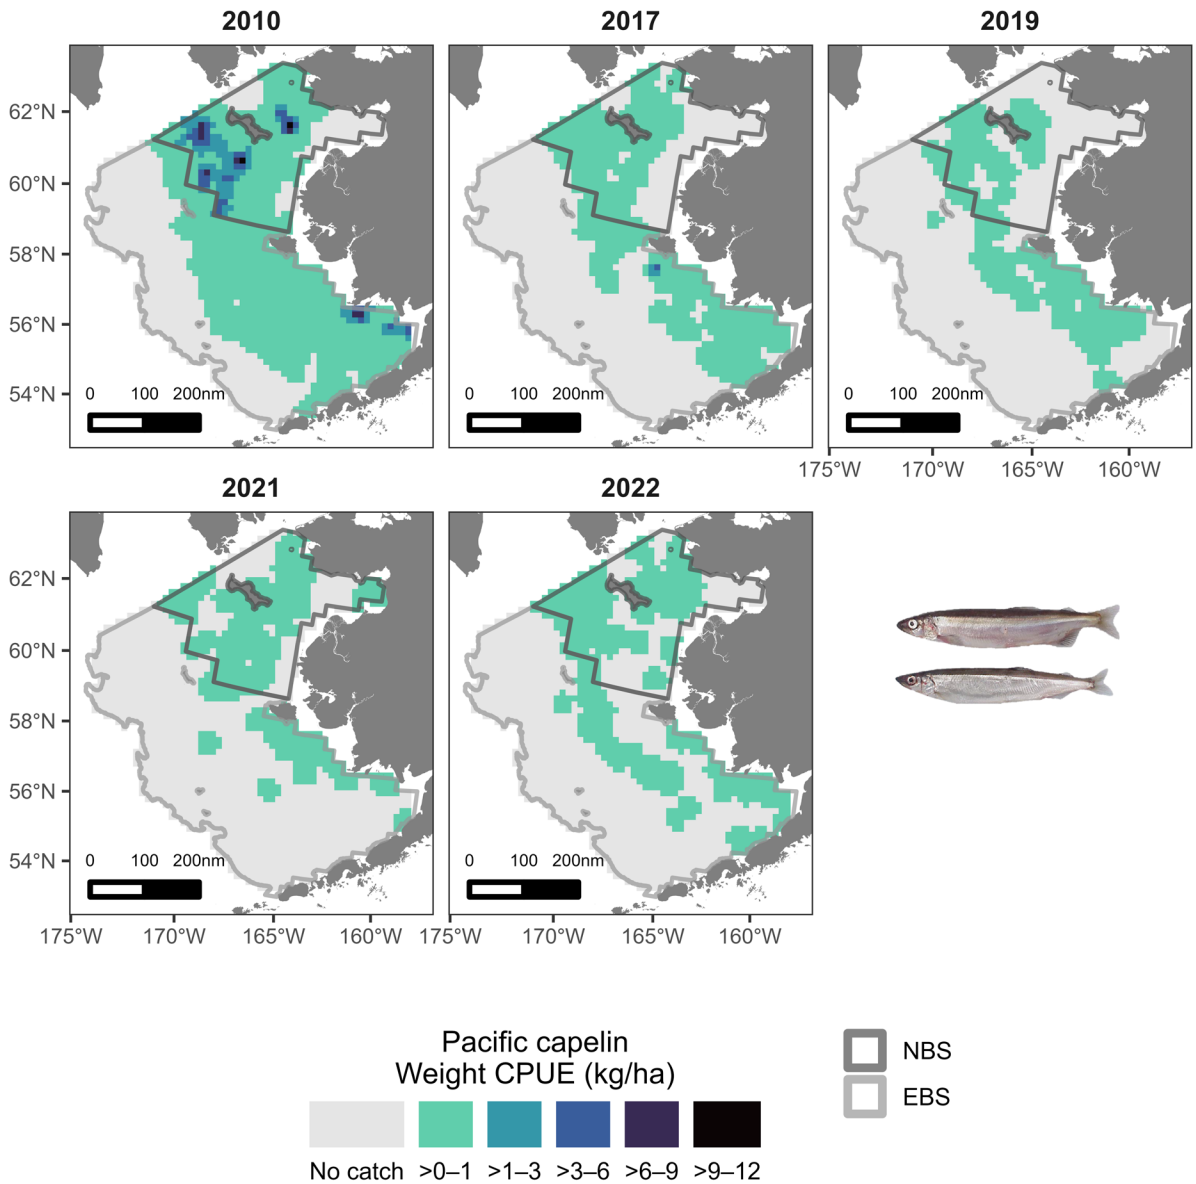 2010 2017 2019
62°N
60°N
58°N
56°N
54°N
0 100 200nm 0 100 200nm 0 100 200nm
175°W 170°W 165°W 160°W
2021 2022
62°N
60°N
58°N
56°N
54°N
0 100 200nm 0 100 200nm
175°W 170°W 165°W 160°W 175°W 170°W 165°W 160°W
Pacific capelin
Weight CPUE (kg/ha)
No catch >0–1 >1–3 >3–6 >6–9 >9–12
NBS
EBS